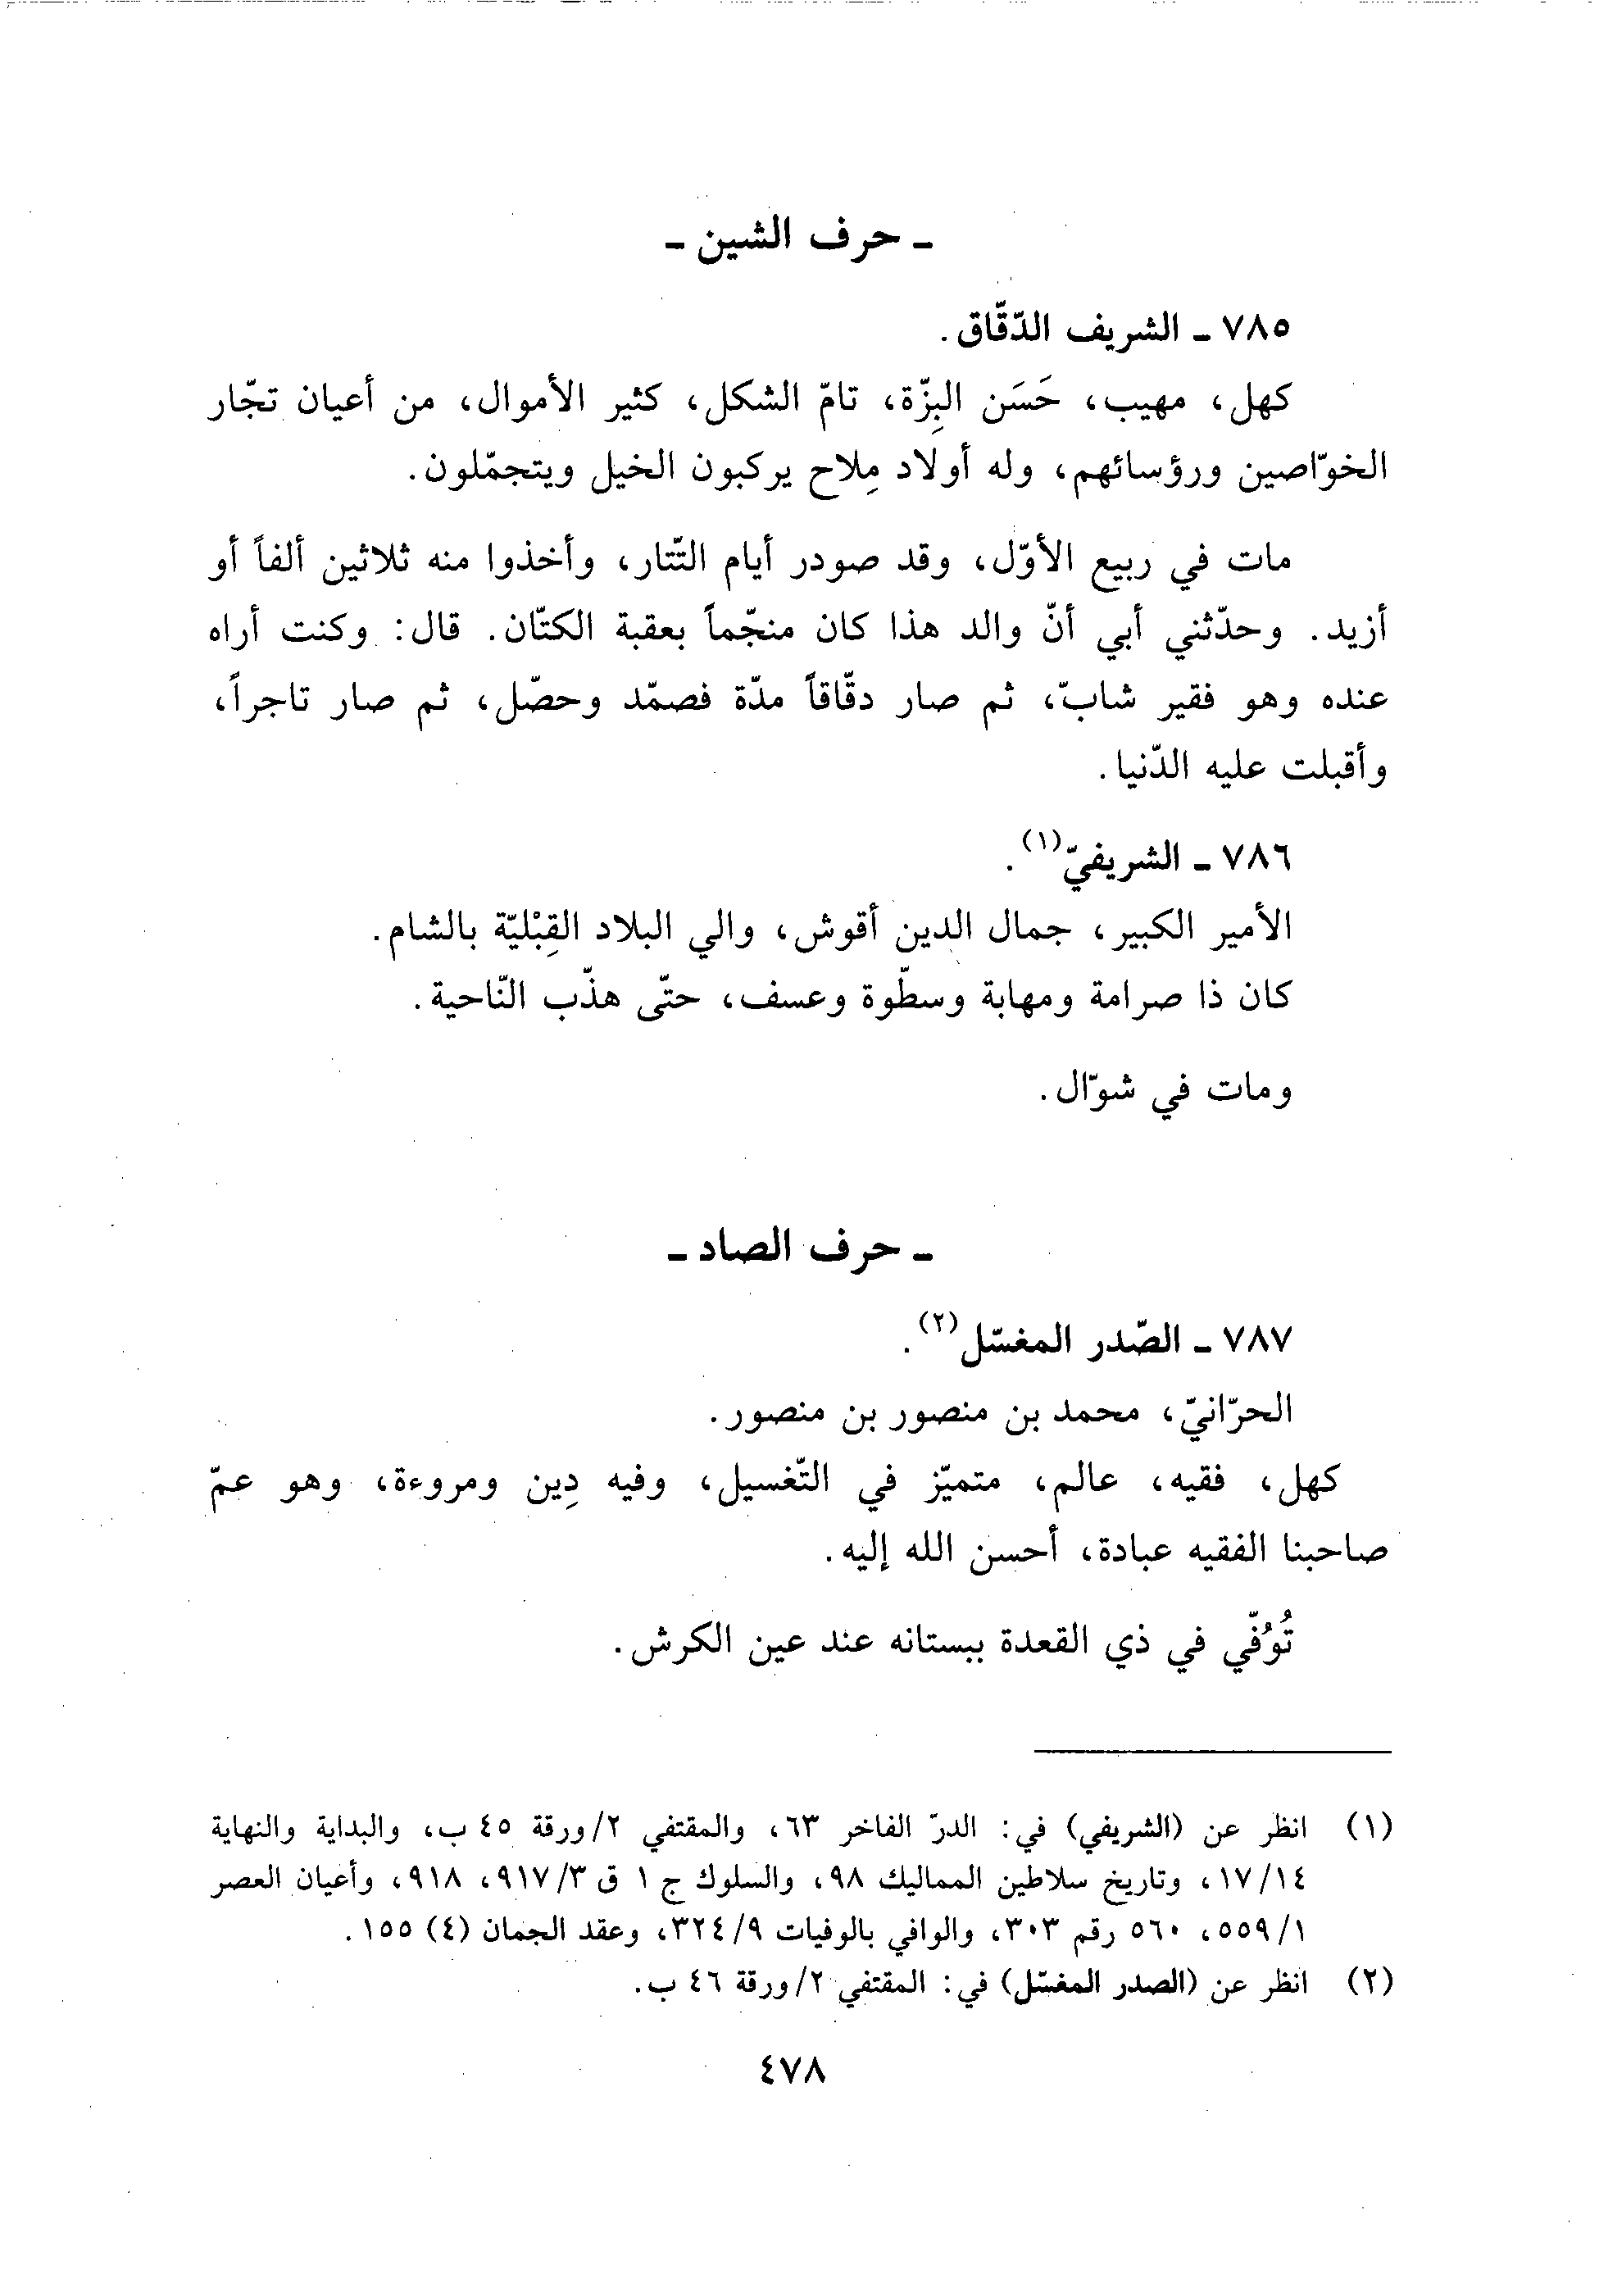 ـ حرف الشين ـ
٧٨٥ ـ الشريف الدّقّاق.
كهل، مهيب، حَسَن البِزّة، تامّ الشكل، كثير الأموال، من أعيان تجّار
الخوّاصين ورؤسائهم، وله أولاد مِلاح يركبون الخيل ويتجمّلون.
مات في ربيع الأوّل، وقد صودر أيام التّتار، وأخذوا منه ثلاثين ألفاً أو
أزيد. وحدّثني أبي أنّ والد هذا كان منجّماً بعقبة الكتّان. قال: وكنت أراه
عنده وهو فقير شابّ، ثم صار دقّاقاً مدّة فصمّد وحصّل، ثم صار تاجراً،
وأقبلت عليه الدّنيا.
٧٨٦ ـ الشريفيّ(١).
الأمير الكبير، جمال الدين أقوش، والي البلاد القِبْليّة بالشام.
كان ذا صرامة ومهابة وسطّوة وعسف، حتّى هذّب النّاحية.
ومات في شوّال.
ـ حرف الصاد ـ
٧٨٧ ـ الصّدر المغسّل(٢).
الحرّانيّ، محمد بن منصور بن منصور.
كهل، فقيه، عالم، متميّز في التّغسيل، وفيه دِين ومروءة، وهو عمّ
صاحبنا الفقيه عبادة، أحسن الله إليه.
تُوُفّي في ذي القعدة ببستانه عند عين الكرش.
(١) انظر عن (الشريفي) في: الدرّ الفاخر ٦٣، والمقتفي ٢/ورقة ٤٥ ب، والبداية والنهاية
١٧/١٤، وتاريخ سلاطين المماليك ٩٨، والسلوك ج ١ ق ٩١٧/٣، ٩١٨، وأعيان العصر
٥٥٩/١، ٥٦٠ رقم ٣٠٣، والوافي بالوفيات ٣٢٤/٩، وعقد الجمان (٤) ١٥٥.
(٢) انظر عن (الصدر المغسّل) في: المقتفي ٢/ورقة ٤٦ ب.
٤٧٨